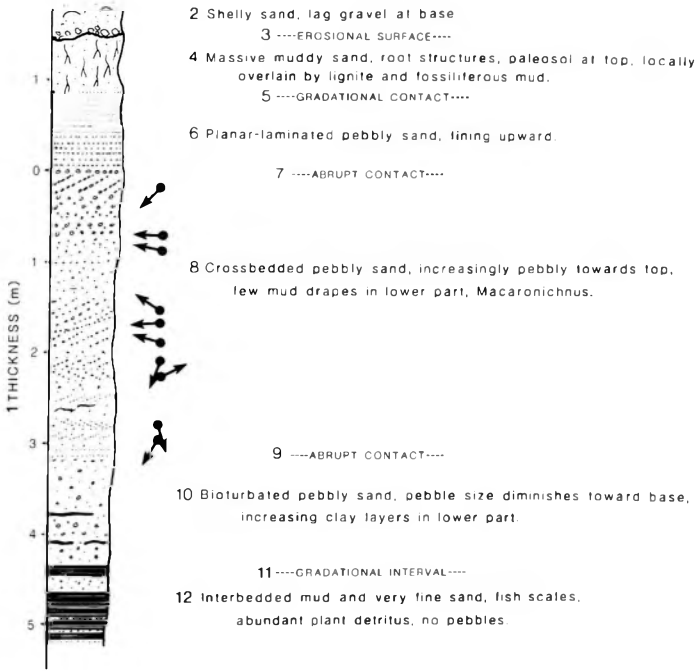 2 Shelly sand, lag gravel at base
3 ----EROSIONAL SURFACE----
4 Massive muddy sand, root structures, paleosol at top, locally
overlain by lignite and fossiliferous mud.
5 ----GRADATIONAL CONTACT----
6 Planar-laminated pebbly sand, fining upward.
7 ----ABRUPT CONTACT----
8 Crossbedded pebbly sand, increasingly pebbly towards top,
few mud drapes in lower part, Macaronichnus.
9 ----ABRUPT CONTACT----
10 Bioturbated pebbly sand, pebble size diminishes toward base,
increasing clay layers in lower part.
11 ----GRADATIONAL INTERVAL----
12 Interbedded mud and very fine sand, fish scales,
abundant plant detritus, no pebbles.
1 THICKNESS (m)
1
0
1
2
3
4
5